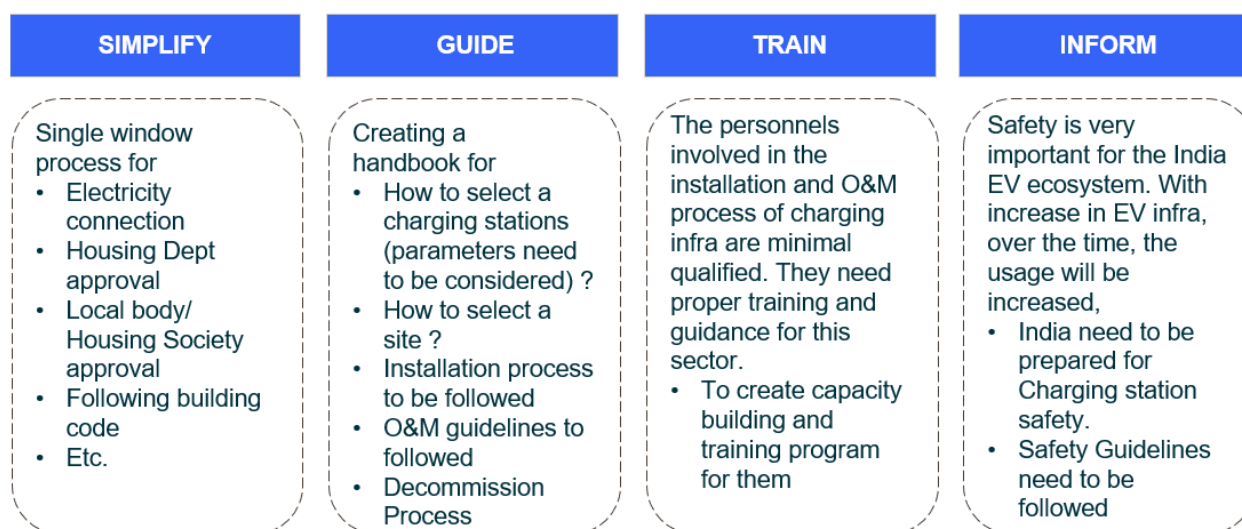 SIMPLIFY
Single window
process for
• Electricity
connection
• Housing Dept
approval
• Local body/
Housing Society
approval
• Following building
code
• Etc.
GUIDE
Creating a
handbook for
• How to select a
charging stations
(parameters need
to be considered) ?
• How to select a
site ?
• Installation process
to be followed
• O&M guidelines to
followed
• Decommission
Process
TRAIN
The personnels
involved in the
installation and O&M
process of charging
infra are minimal
qualified. They need
proper training and
guidance for this
sector.
• To create capacity
building and
training program
for them
INFORM
Safety is very
important for the India
EV ecosystem. With
increase in EV infra,
over the time, the
usage will be
increased,
• India need to be
prepared for
Charging station
safety.
• Safety Guidelines
need to be
followed